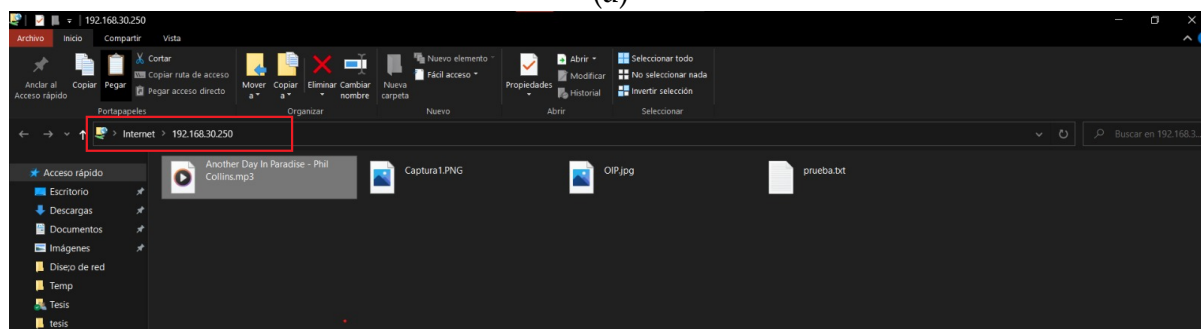 (a)
192.168.30.250
Archivo Inicio Compartir Vista
Anclar al Acceso rápido
Copiar
Pegar
Cortar
Copiar ruta de acceso
Pegar acceso directo
Portapapeles
Mover a
Copiar a
Eliminar
Cambiar nombre
Organizar
Nueva carpeta
Nuevo elemento
Fácil acceso
Nuevo
Propiedades
Abrir
Modificar
Historial
Abrir
Seleccionar todo
No seleccionar nada
Invertir selección
Seleccionar
Internet > 192.168.30.250
Buscar en 192.168.3...
Acceso rápido
Escritorio
Descargas
Documentos
Imágenes
Dise;o de red
Temp
Tesis
tesis
Another Day In Paradise - Phil
Collins.mp3
Captura1.PNG
OIP.jpg
prueba.txt